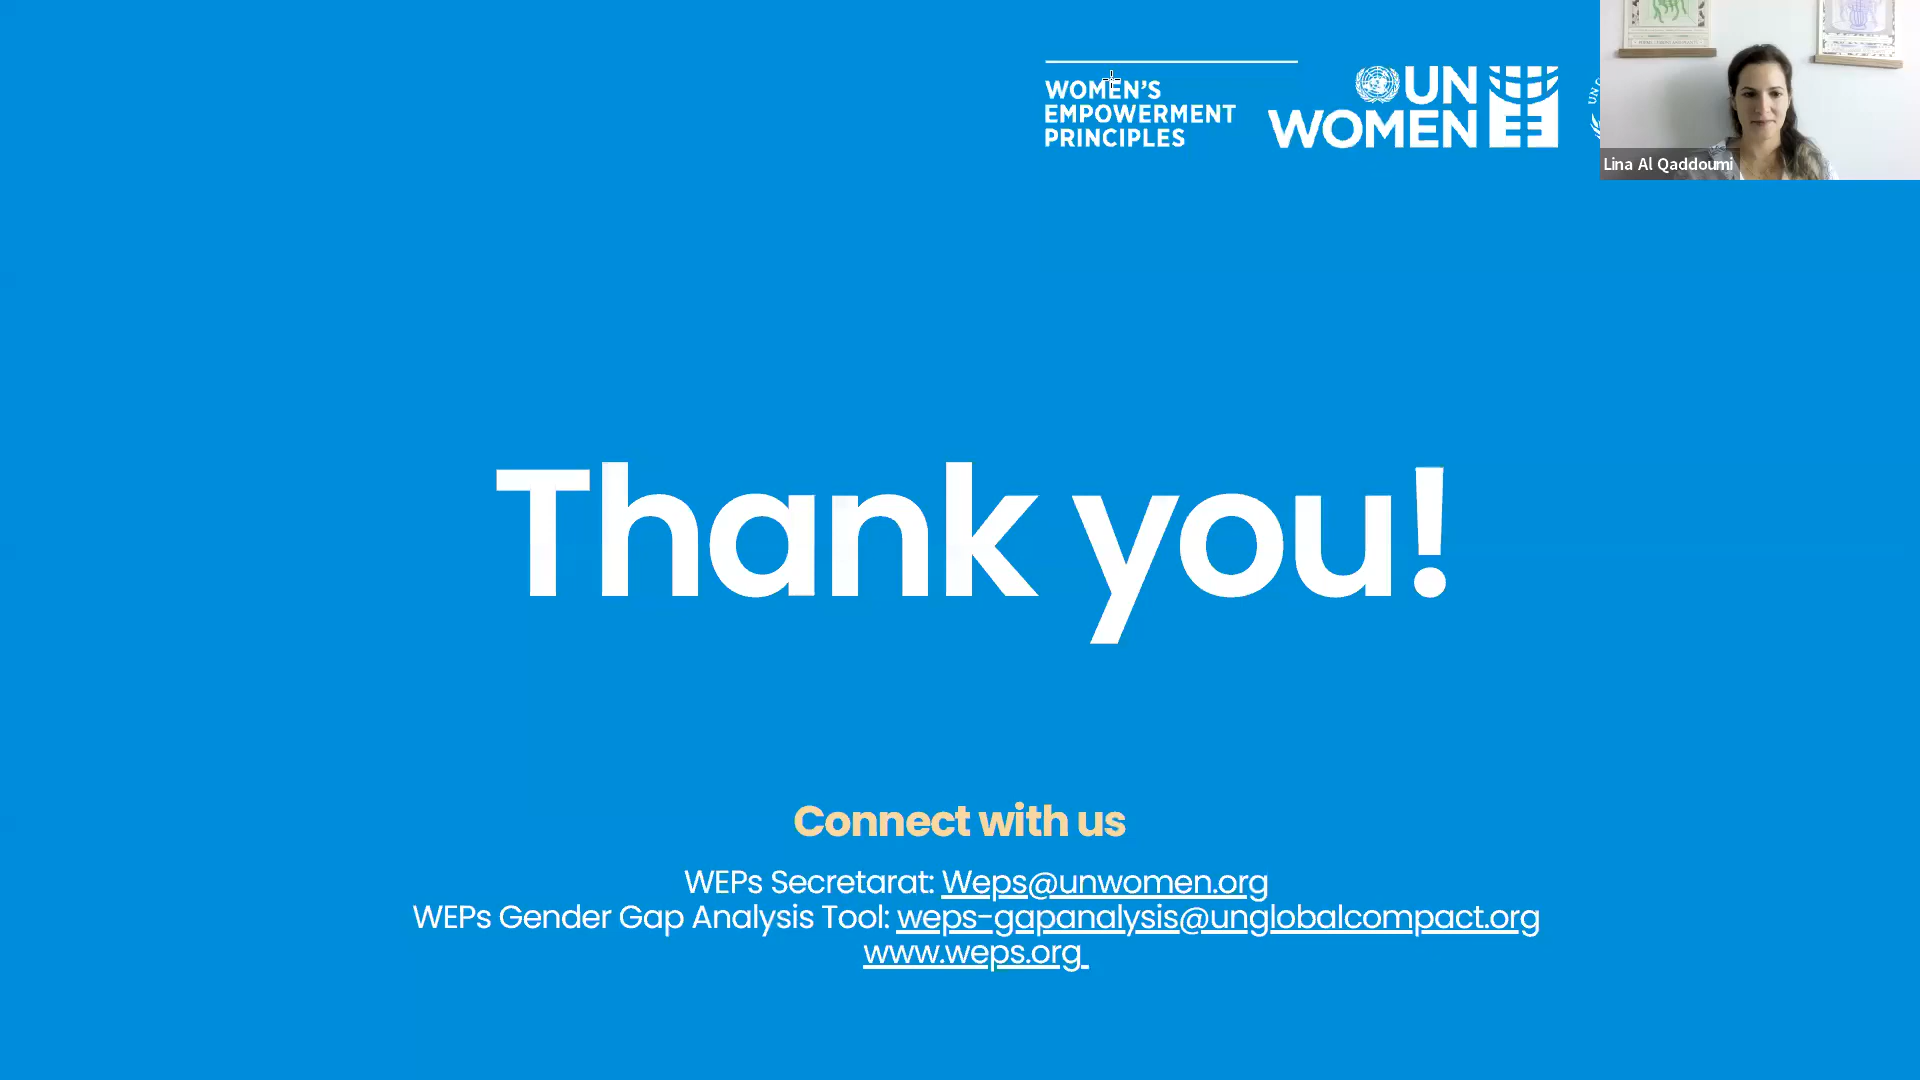 WOMEN'S
EMPOWERMENT
PRINCIPLES
UN
WOMEN
UN
Lina Al Qaddoumi
Thank you!
Connect with us
WEPs Secretarat: Weps@unwomen.org
WEPs Gender Gap Analysis Tool: weps-gapanalysis@unglobalcompact.org
www.weps.org